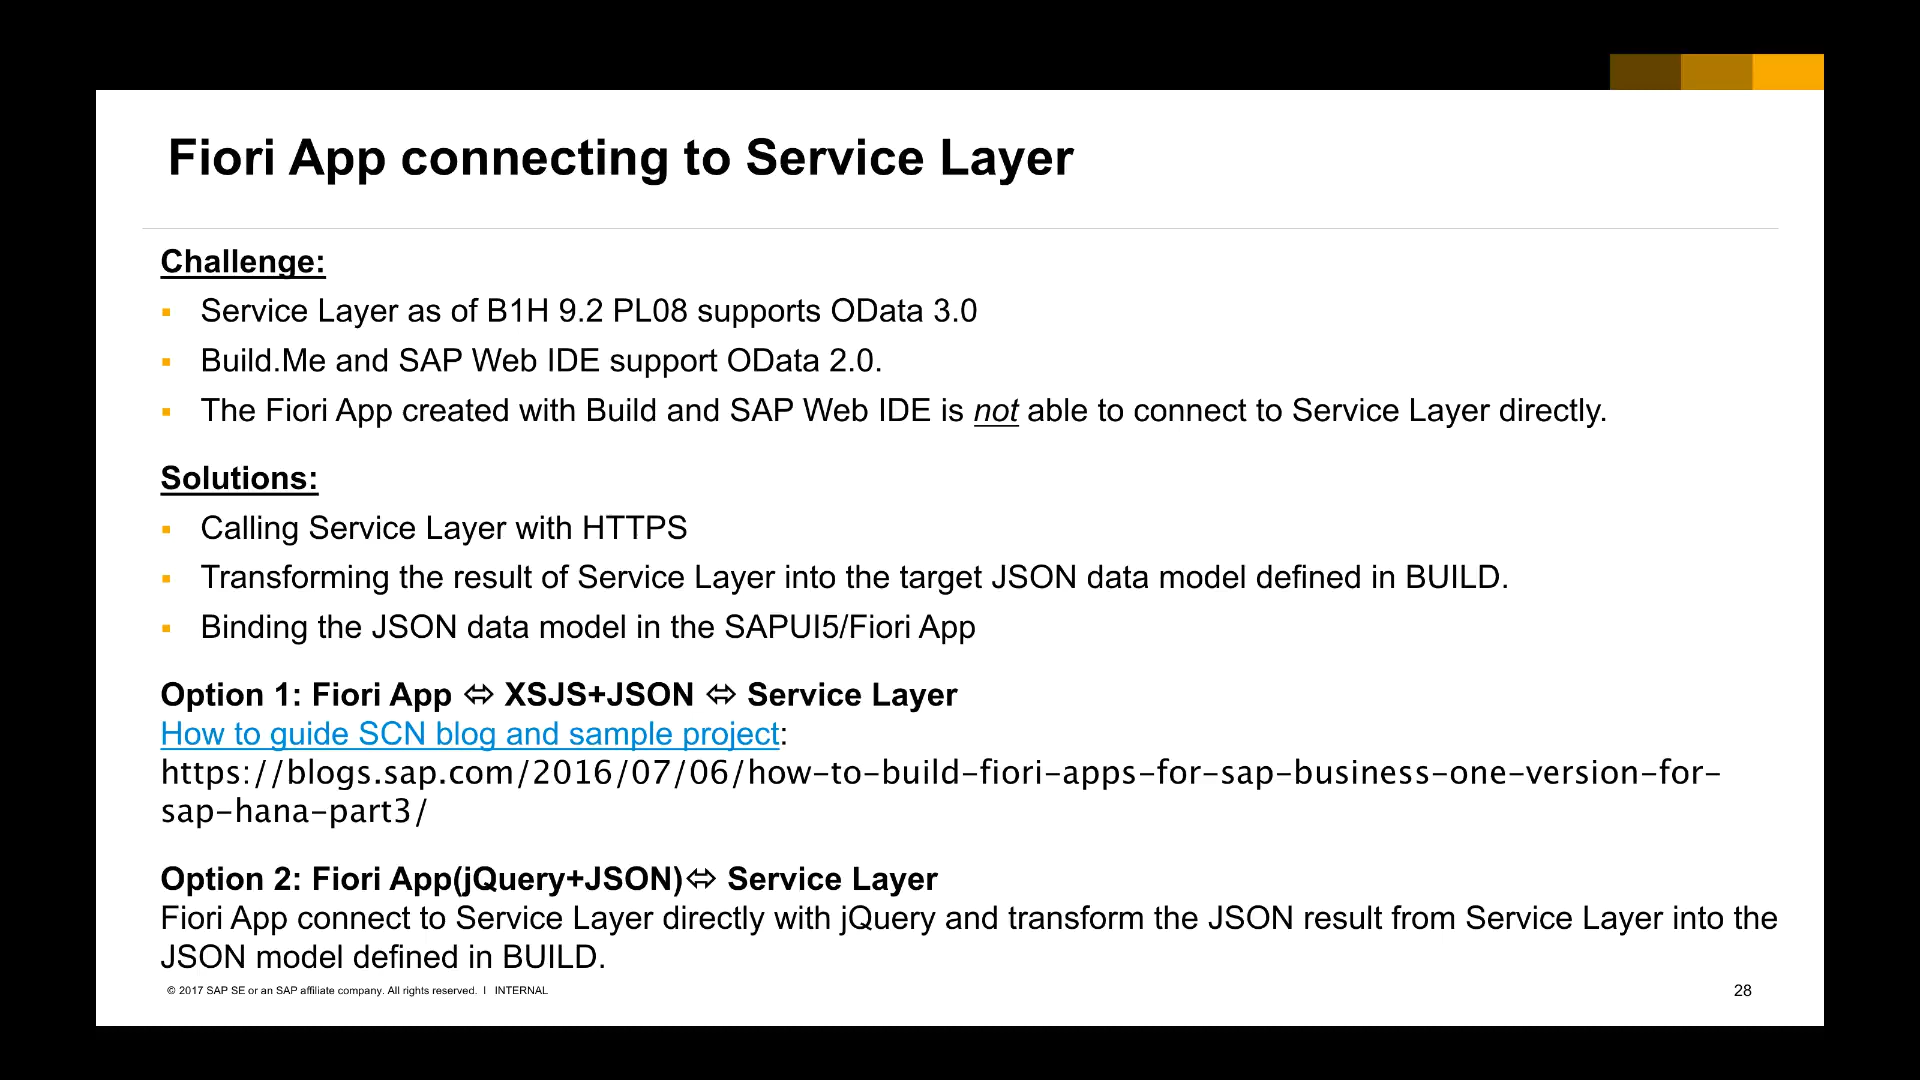 Fiori App connecting to Service Layer
Challenge:
▪ Service Layer as of B1H 9.2 PL08 supports OData 3.0
▪ Build.Me and SAP Web IDE support OData 2.0.
▪ The Fiori App created with Build and SAP Web IDE is not able to connect to Service Layer directly.
Solutions:
▪ Calling Service Layer with HTTPS
▪ Transforming the result of Service Layer into the target JSON data model defined in BUILD.
▪ Binding the JSON data model in the SAPUI5/Fiori App
Option 1: Fiori App ⬄ XSJS+JSON ⬄ Service Layer
How to guide SCN blog and sample project:
https://blogs.sap.com/2016/07/06/how-to-build-fiori-apps-for-sap-business-one-version-for-
sap-hana-part3/
Option 2: Fiori App(jQuery+JSON)⬄ Service Layer
Fiori App connect to Service Layer directly with jQuery and transform the JSON result from Service Layer into the
JSON model defined in BUILD.
© 2017 SAP SE or an SAP affiliate company. All rights reserved. I INTERNAL
28